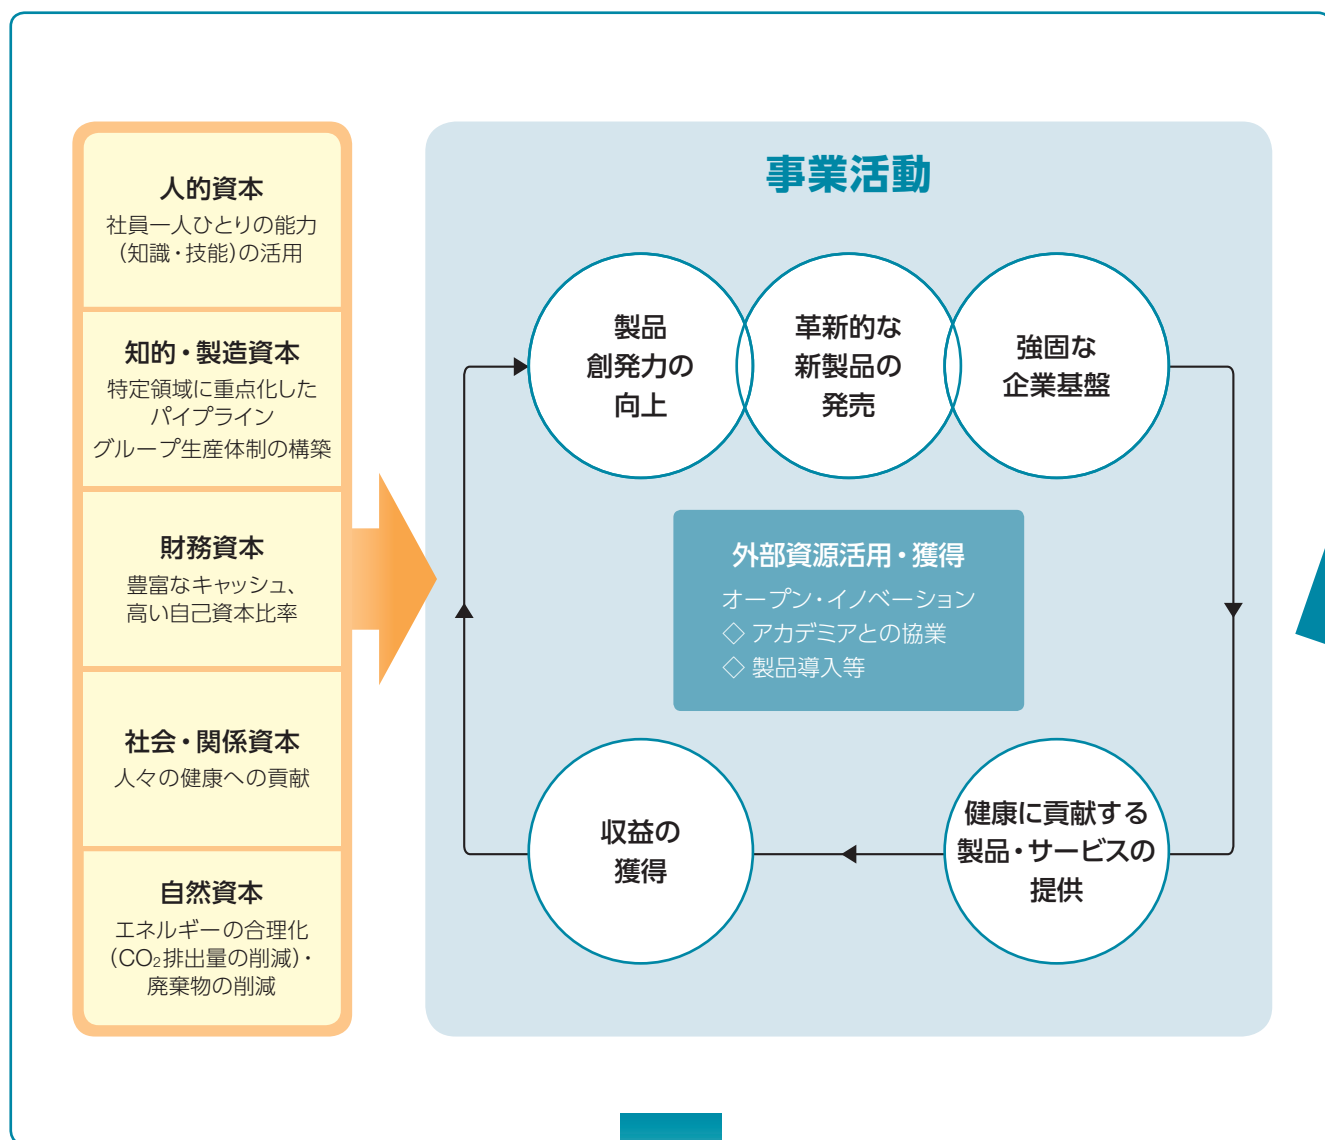 人的資本
社員一人ひとりの能力
(知識・技能)の活用
知的・製造資本
特定領域に重点化した
パイプライン
グループ生産体制の構築
財務資本
豊富なキャッシュ、
高い自己資本比率
社会・関係資本
人々の健康への貢献
自然資本
エネルギーの合理化
(CO₂排出量の削減)・
廃棄物の削減
事業活動
製品
創発力の
向上
革新的な
新製品の
発売
強固な
企業基盤
外部資源活用・獲得
オープン・イノベーション
◇ アカデミアとの協業
◇ 製品導入等
収益の
獲得
健康に貢献する
製品・サービスの
提供